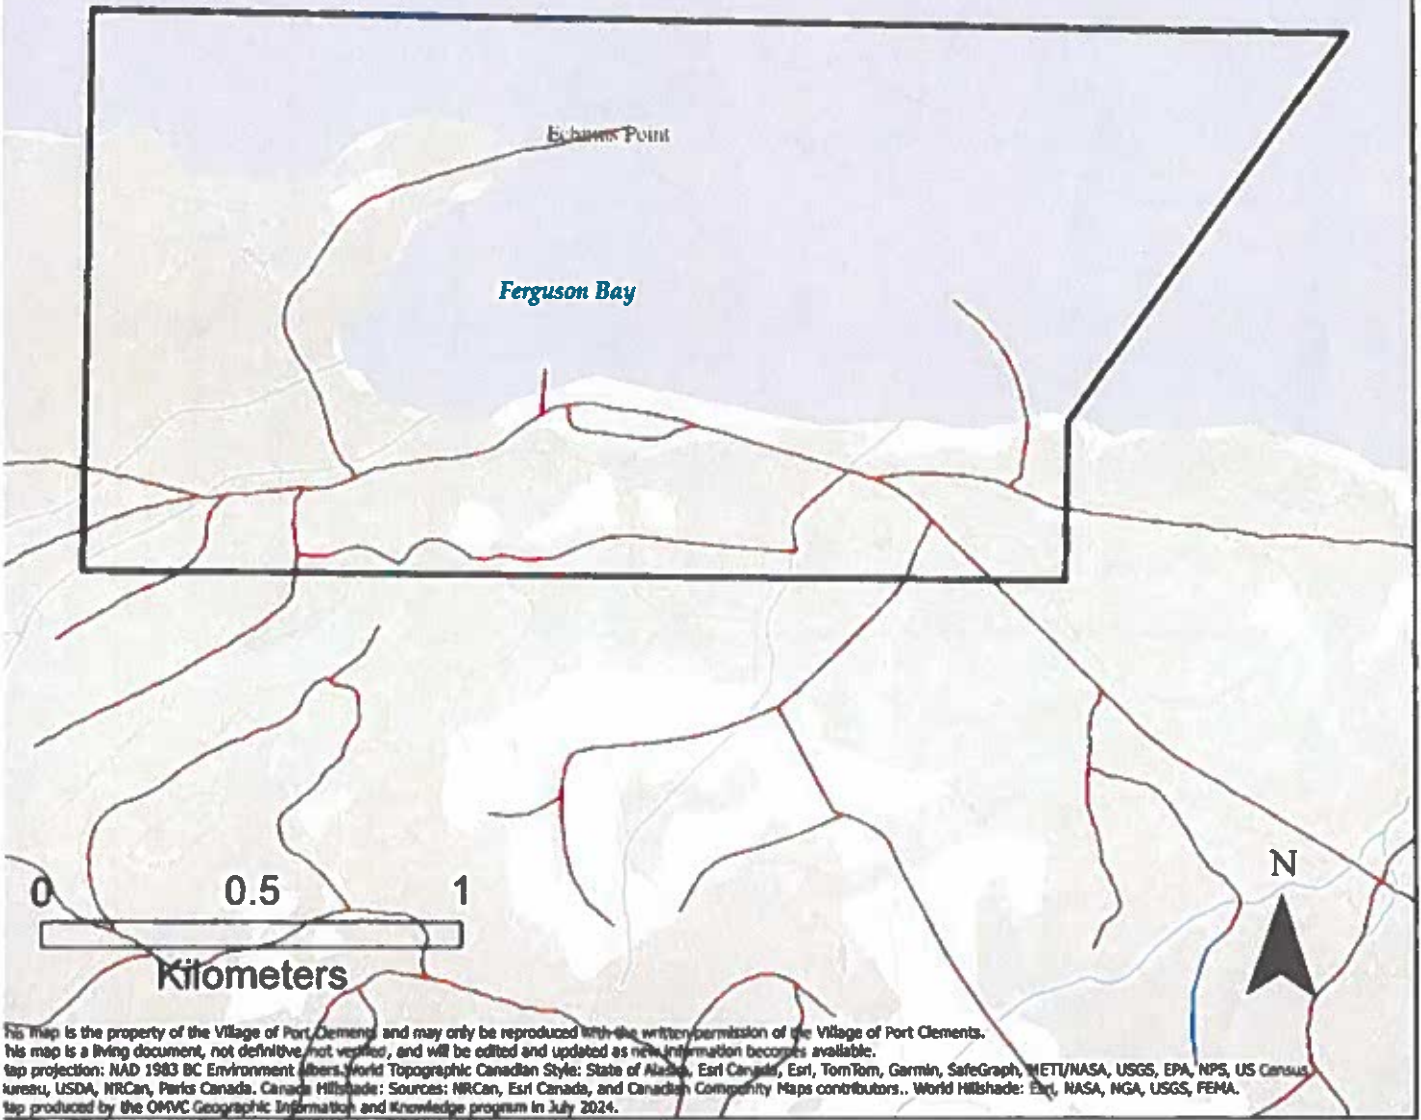 Echinus Point
Ferguson Bay
N
0 0.5 1
Kilometers
his map is the property of the Village of Port Clements and may only be reproduced with the written permission of the Village of Port Clements.
his map is a living document, not definitive, not verified, and will be edited and updated as new information becomes available.
ap projection: NAD 1983 BC Environment Albers. World Topographic Canadian Style: State of Alaska, Esri Canada, Esri, TomTom, Garmin, SafeGraph, METI/NASA, USGS, EPA, NPS, US Census
ureau, USDA, NRCan, Parks Canada. Canada Hillshade: Sources: NRCan, Esri Canada, and Canadian Community Maps contributors.. World Hillshade: Esri, NASA, NGA, USGS, FEMA.
ap produced by the OMVC Geographic Information and Knowledge program in July 2024.